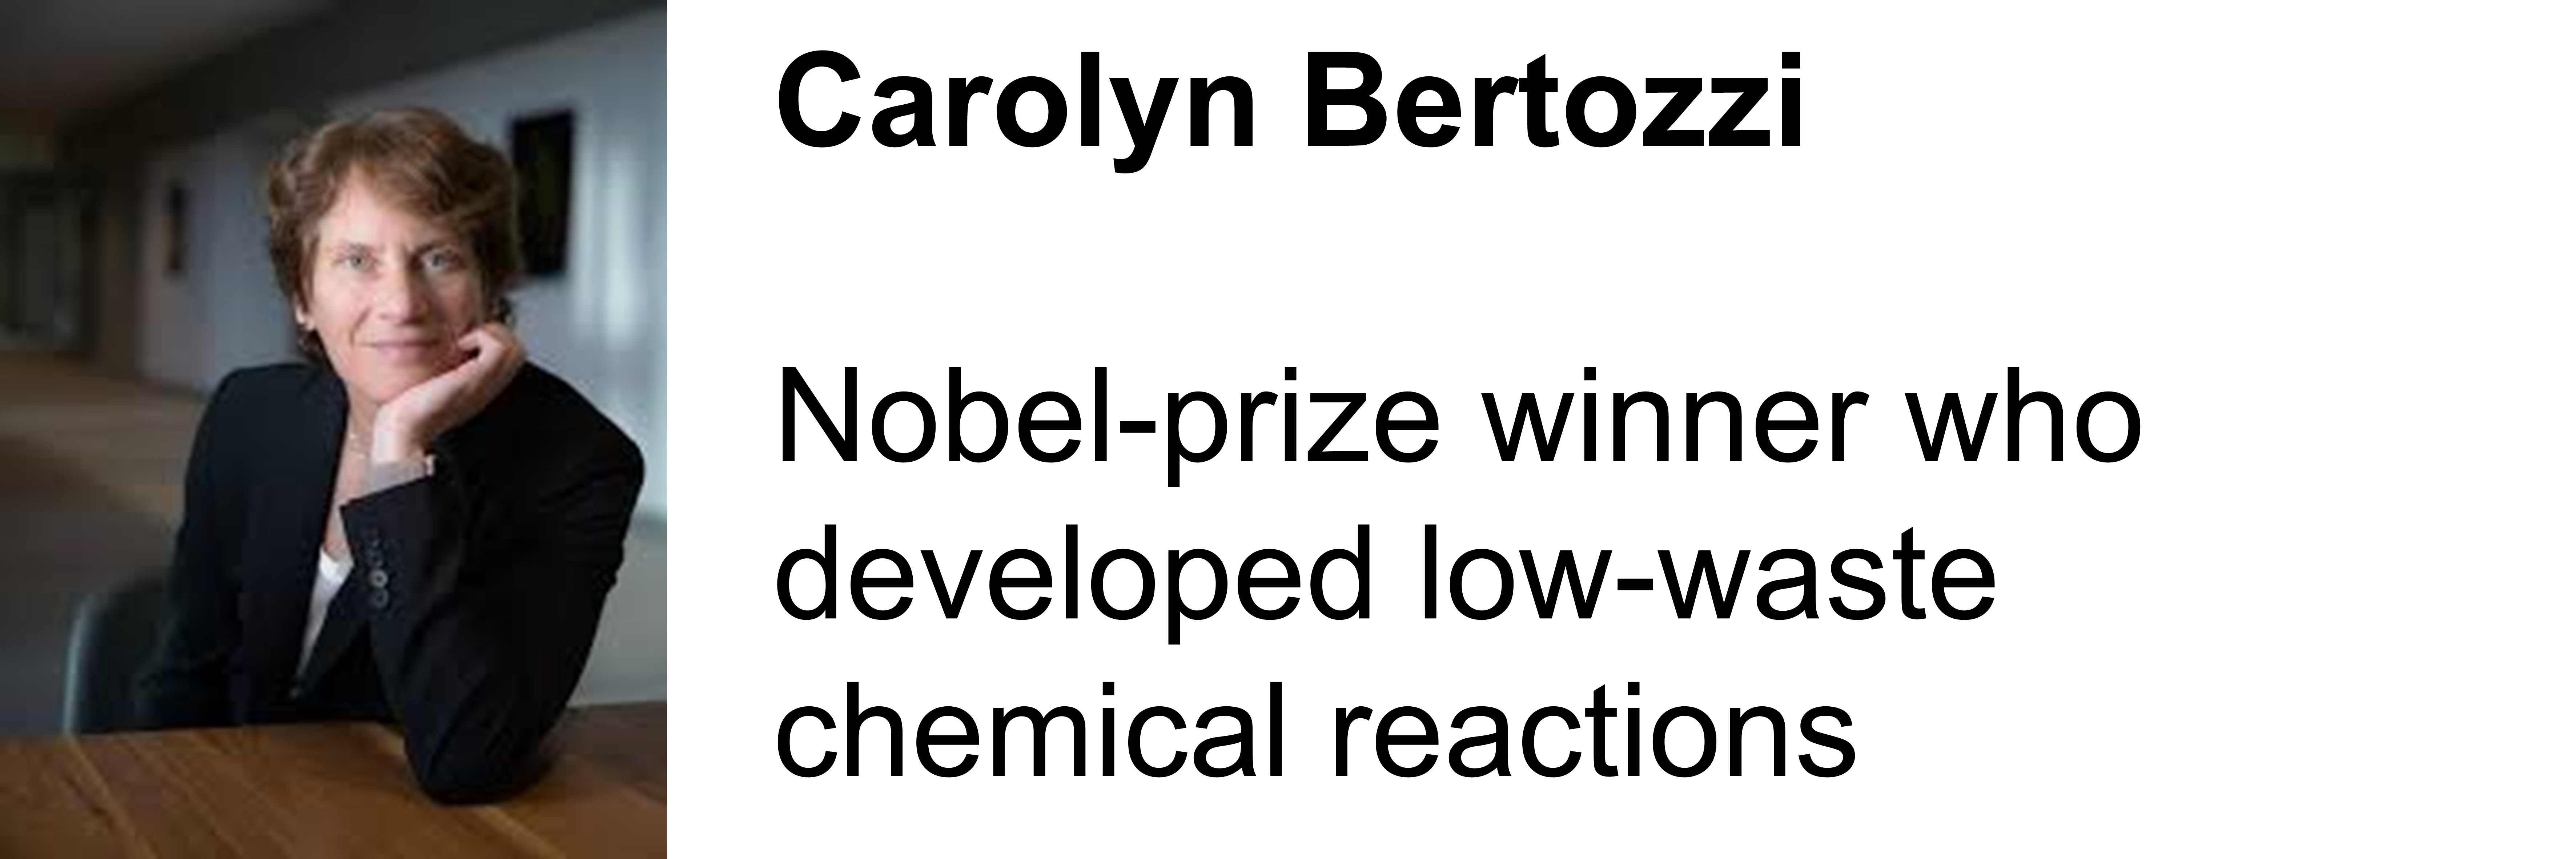 Carolyn Bertozzi
Nobel-prize winner who
developed low-waste
chemical reactions